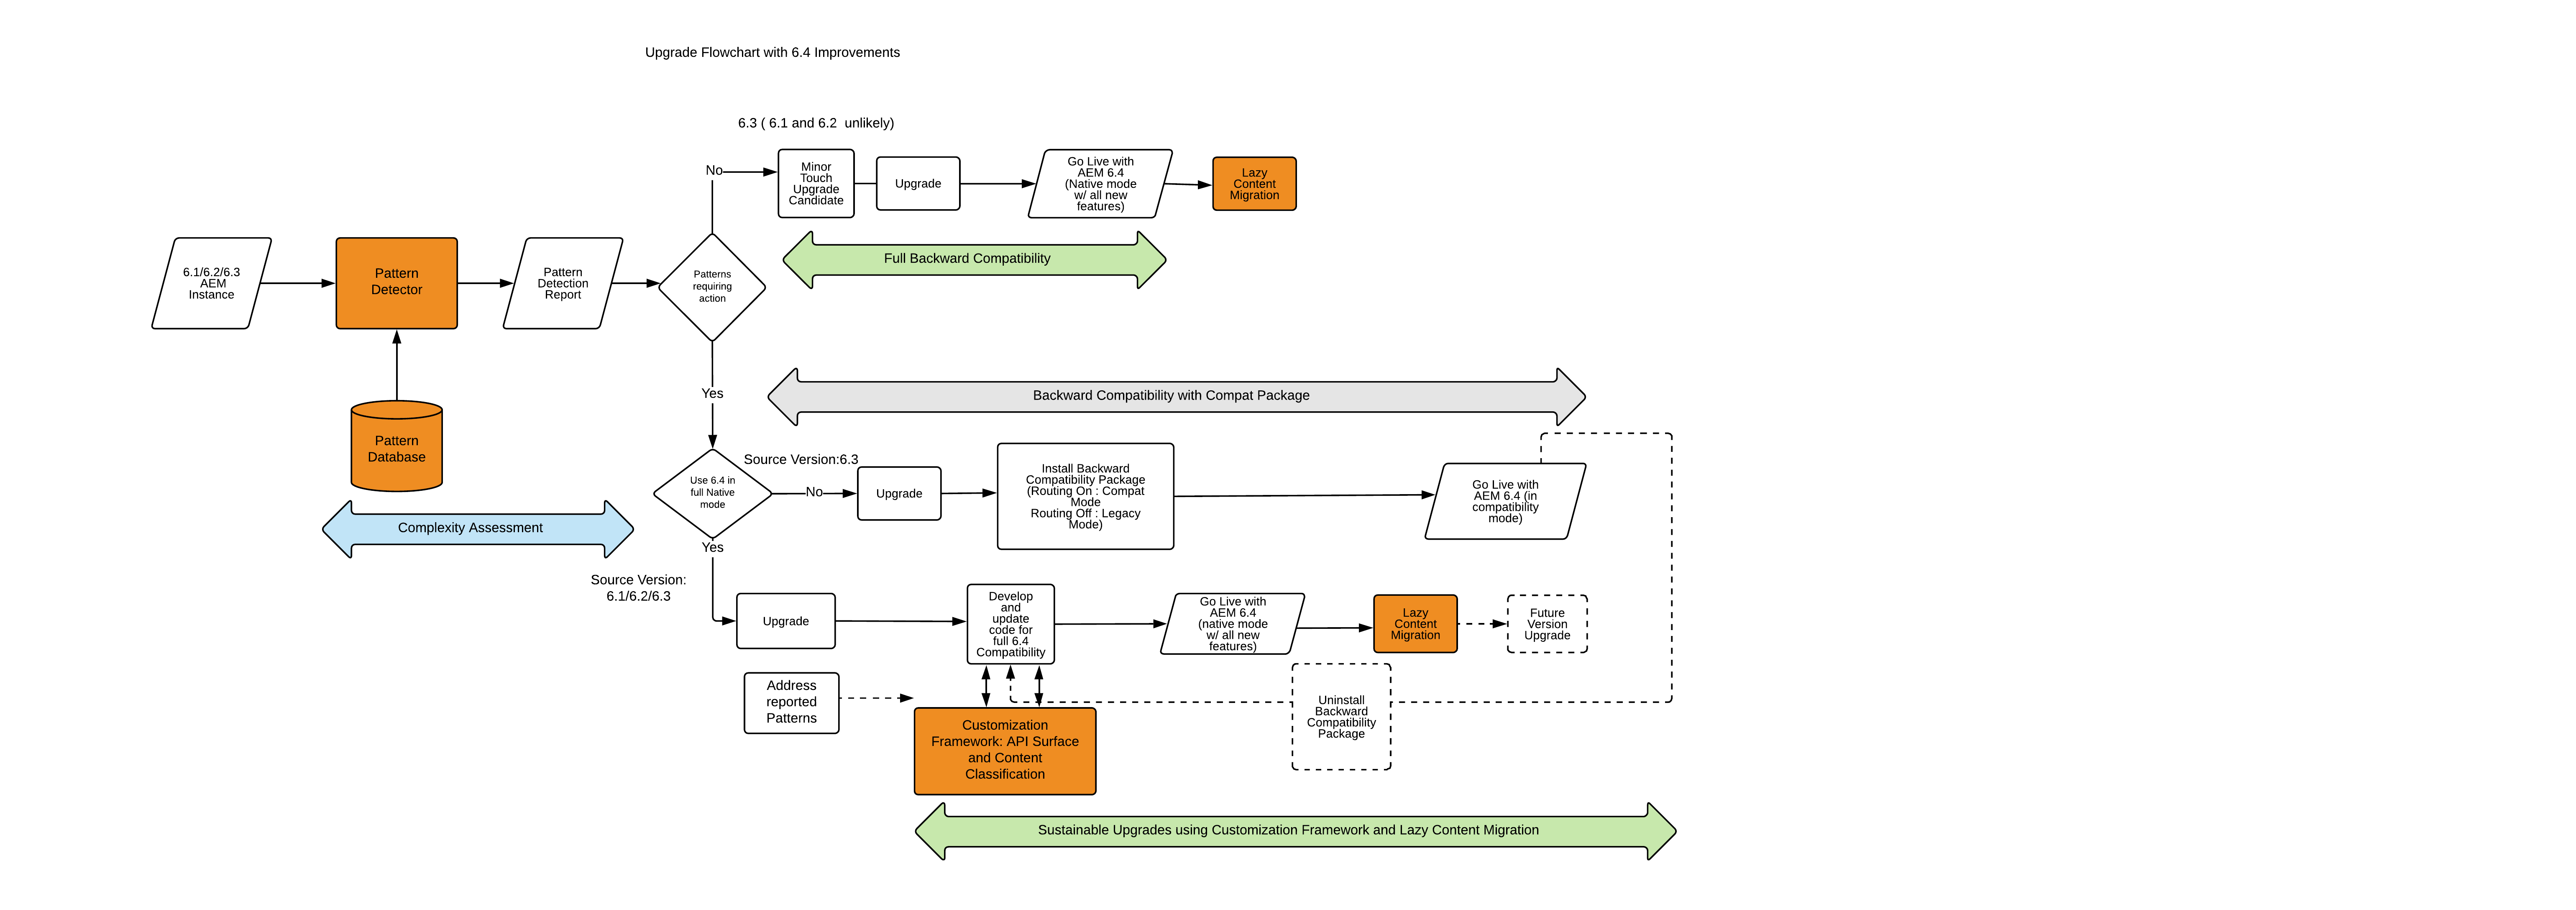 Upgrade Flowchart with 6.4 Improvements
6.3 ( 6.1 and 6.2  unlikely)
No
Minor
Touch
Upgrade
Candidate
Upgrade
Go Live with
AEM 6.4
(Native mode
w/ all new
features)
Lazy
Content
Migration
Full Backward Compatibility
6.1/6.2/6.3
AEM
Instance
Pattern
Detector
Pattern
Detection
Report
Patterns
requiring
action
Yes
Backward Compatibility with Compat Package
Pattern
Database
Complexity Assessment
Use 6.4 in
full Native
mode
Source Version:6.3
No
Upgrade
Install Backward
Compatibility Package
(Routing On : Compat
Mode
Routing Off : Legacy
Mode)
Go Live with
AEM 6.4 (in
compatibility
mode)
Yes
Source Version:
6.1/6.2/6.3
Upgrade
Develop
and
update
code for
full 6.4
Compatibility
Go Live with
AEM 6.4
(native mode
w/ all new
features)
Lazy
Content
Migration
Future
Version
Upgrade
Address
reported
Patterns
Uninstall
Backward
Compatibility
Package
Customization
Framework: API Surface
and Content
Classification
Sustainable Upgrades using Customization Framework and Lazy Content Migration